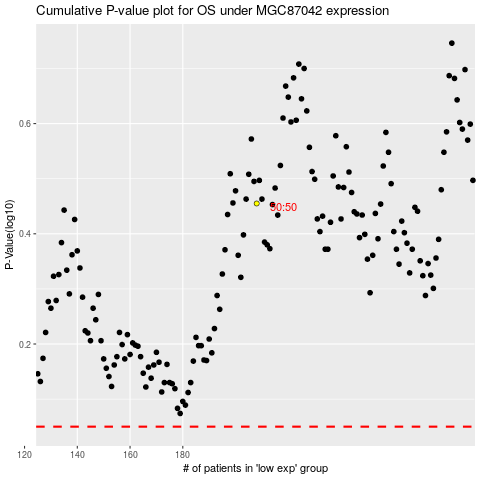 Cumulative P-value plot for OS under MGC87042 expression
P-Value(log10)
0.6
0.4
0.2
50:50
120 140 160 180
# of patients in 'low exp' group